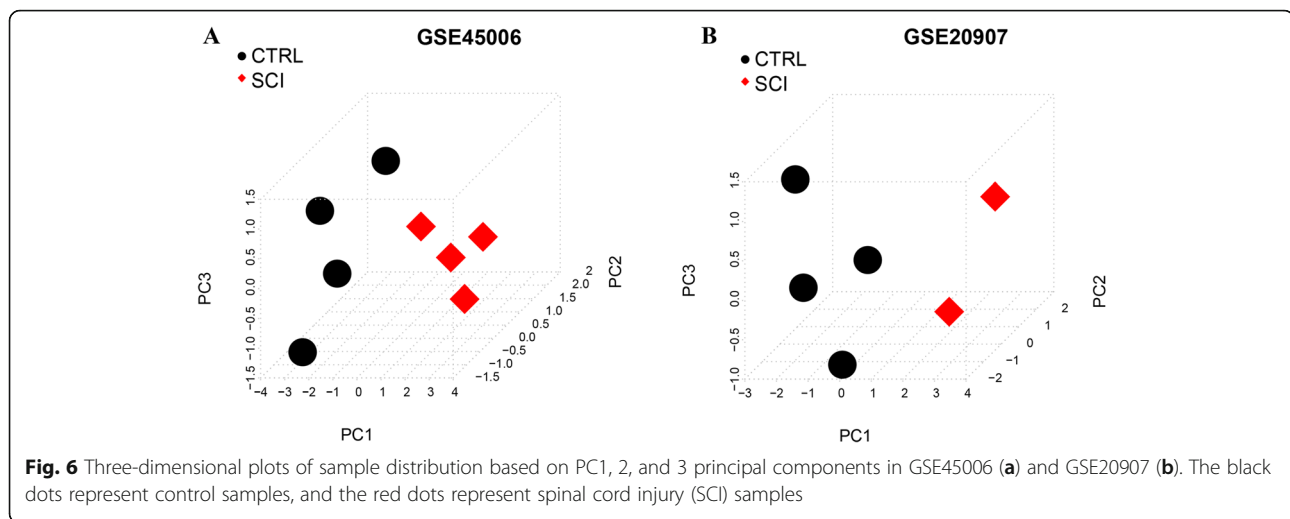 A
GSE45006
● CTRL
◆ SCI
PC3
1.5
1.0
0.5
0.0
−0.5
−1.0
−1.5
−4 −3 −2 −1 0 1 2 3 4
PC1
−1.5
−1.0
−0.5
0.0
0.5
1.0
1.5
2.0
2
PC2
B
GSE20907
● CTRL
◆ SCI
PC3
1.5
1.0
0.5
0.0
−0.5
−1.0
−3 −2 −1 0 1 2 3 4
PC1
−2
−1
0
1
2
PC2
Fig. 6 Three-dimensional plots of sample distribution based on PC1, 2, and 3 principal components in GSE45006 (a) and GSE20907 (b). The black
dots represent control samples, and the red dots represent spinal cord injury (SCI) samples